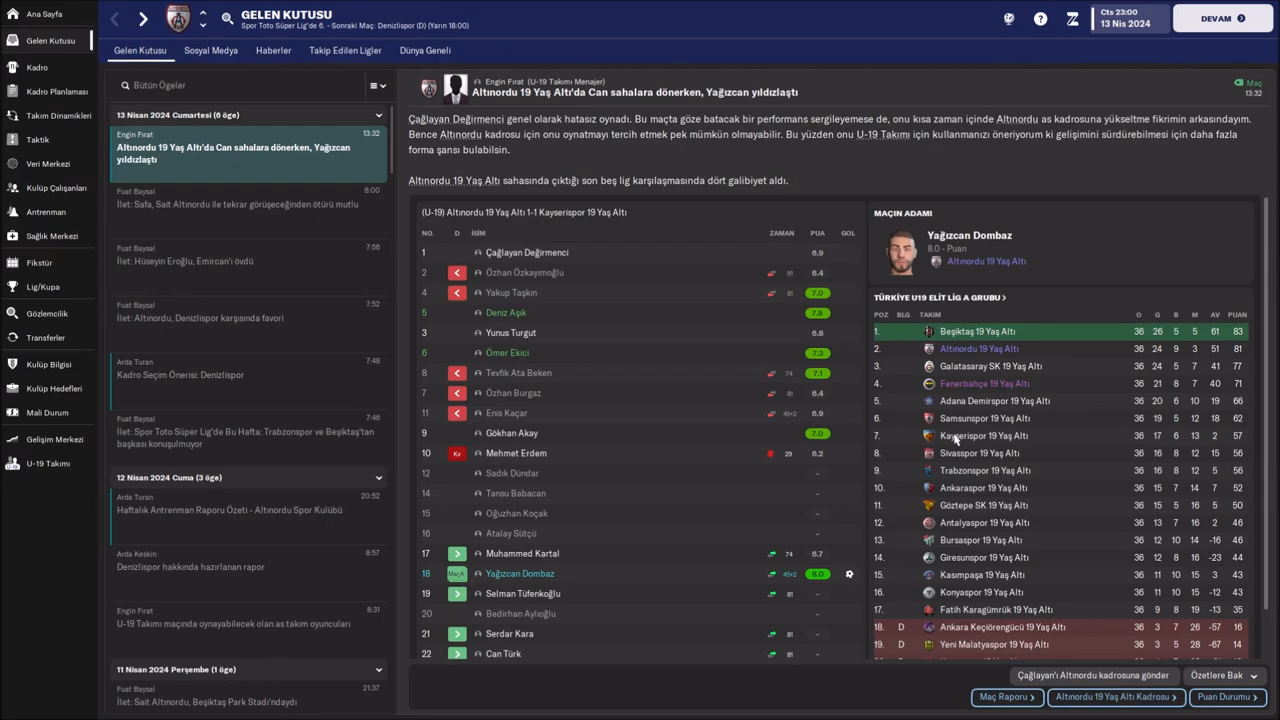 Ana Sayfa
Gelen Kutusu
Kadro
Kadro Planlaması
Takım Dinamikleri
Taktik
Veri Merkezi
Kulüp Çalışanları
Antrenman
Sağlık Merkezi
Fikstür
Lig/Kupa
Gözlemcilik
Transferler
Kulüp Bilgisi
Kulüp Hedefleri
Mali Durum
Gelişim Merkezi
U-19 Takımı
GELEN KUTUSU
Spor Toto Süper Lig'de 6. - Sonraki Maç: Denizlispor (D) (Yarın 18:00)
Cts 23:00
13 Nis 2024
DEVAM
Gelen Kutusu
Sosyal Medya
Haberler
Takip Edilen Ligler
Dünya Geneli
Bütün Ögeler
13 Nisan 2024 Cumartesi (6 öge)
Engin Fırat 13:32
Altınordu 19 Yaş Altı'da Can sahalara dönerken, Yağızcan
yıldızlaştı
Fuat Baysal 8:00
İlet: Safa, Sait Altınordu ile tekrar görüşeceğinden ötürü mutlu
Fuat Baysal 7:56
İlet: Hüseyin Eroğlu, Emircan'ı övdü
Fuat Baysal 7:52
İlet: Altınordu, Denizlispor karşısında favori
Arda Turan 7:48
Kadro Seçim Önerisi: Denizlispor
Fuat Baysal 7:46
İlet: Spor Toto Süper Lig'de Bu Hafta: Trabzonspor ve Beşiktaş'tan
başkası konuşulmuyor
12 Nisan 2024 Cuma (3 öge)
Arda Turan 20:52
Haftalık Antrenman Raporu Özeti - Altınordu Spor Kulübü
Arda Keskin 8:57
Denizlispor hakkında hazırlanan rapor
Engin Fırat 8:31
U-19 Takımı maçında oynayabilecek olan as takım oyuncuları
11 Nisan 2024 Perşembe (1 öge)
Fuat Baysal 21:37
İlet: Sait Altınordu, Beşiktaş Park Stadı'ndaydı
Engin Fırat (U-19 Takımı Menajer)
Altınordu 19 Yaş Altı'da Can sahalara dönerken, Yağızcan yıldızlaştı
Maç
13:32
Çağlayan Değirmenci genel olarak hatasız oynadı. Bu maçta göze batacak bir performans sergileyemese de, onu kısa zaman içinde Altınordu as kadrosuna yükseltme fikrimin arkasındayım.
Bence Altınordu kadrosu için onu oynatmayı tercih etmek pek mümkün olmayabilir. Bu yüzden onu U-19 Takımı için kullanmanızı öneriyorum ki gelişimini sürdürebilmesi için daha fazla
forma şansı bulabilsin.
Altınordu 19 Yaş Altı sahasında çıktığı son beş lig karşılaşmasında dört galibiyet aldı.
(U-19) Altınordu 19 Yaş Altı 1-1 Kayserispor 19 Yaş Altı
NO. D İSİM ZAMAN PUA GOL
1 Çağlayan Değirmenci 6.9
2 Özhan Özkayımoğlu 81 6.4
4 Yakup Taşkın 81 7.0
5 Deniz Aşık 7.8
3 Yunus Turgut 6.8
6 Ömer Ekici 7.3
8 Tevfik Ata Beken 74 7.1
7 Özhan Burgaz 81 6.4
11 Enis Kaçar 45+2 6.9
9 Gökhan Akay 7.0
10 Kır Mehmet Erdem 29 6.2
12 Sadık Dündar -
14 Tansu Babacan -
15 Oğuzhan Koçak -
16 Atalay Sütçü -
17 Muhammed Kartal 74 6.7
18 MaçA Yağızcan Dombaz 45+2 8.0
19 Selman Tüfenkoğlu 81 -
20 Bedirhan Aylıoğlu -
21 Serdar Kara 81 -
22 Can Türk 81 -
MAÇIN ADAMI
Yağızcan Dombaz
8.0 - Puan
Altınordu 19 Yaş Altı
TÜRKİYE U19 ELİT LİG A GRUBU >
POZ BLG TAKIM O G B M AV PUAN
1. Beşiktaş 19 Yaş Altı 36 26 5 5 61 83
2. Altınordu 19 Yaş Altı 36 24 9 3 51 81
3. Galatasaray SK 19 Yaş Altı 36 24 5 7 41 77
4. Fenerbahçe 19 Yaş Altı 36 21 8 7 40 71
5. Adana Demirspor 19 Yaş Altı 36 20 6 10 19 66
6. Samsunspor 19 Yaş Altı 36 19 5 12 18 62
7. Kayserispor 19 Yaş Altı 36 17 6 13 2 57
8. Sivasspor 19 Yaş Altı 36 16 8 12 15 56
9. Trabzonspor 19 Yaş Altı 36 16 8 12 5 56
10. Ankaraspor 19 Yaş Altı 36 15 7 14 7 52
11. Göztepe SK 19 Yaş Altı 36 15 5 16 5 50
12. Antalyaspor 19 Yaş Altı 36 13 7 16 2 46
13. Bursaspor 19 Yaş Altı 36 12 10 14 -16 46
14. Giresunspor 19 Yaş Altı 36 12 8 16 -23 44
15. Kasımpaşa 19 Yaş Altı 36 11 10 15 3 43
16. Konyaspor 19 Yaş Altı 36 11 10 15 -12 43
17. Fatih Karagümrük 19 Yaş Altı 36 9 8 19 -13 35
18. D Ankara Keçiörengücü 19 Yaş Altı 36 3 7 26 -57 16
19. D Yeni Malatyaspor 19 Yaş Altı 36 3 5 28 -67 14
Çağlayan'ı Altınordu kadrosuna gönder
Özetlere Bak
Maç Raporu >
Altınordu 19 Yaş Altı Kadrosu >
Puan Durumu >